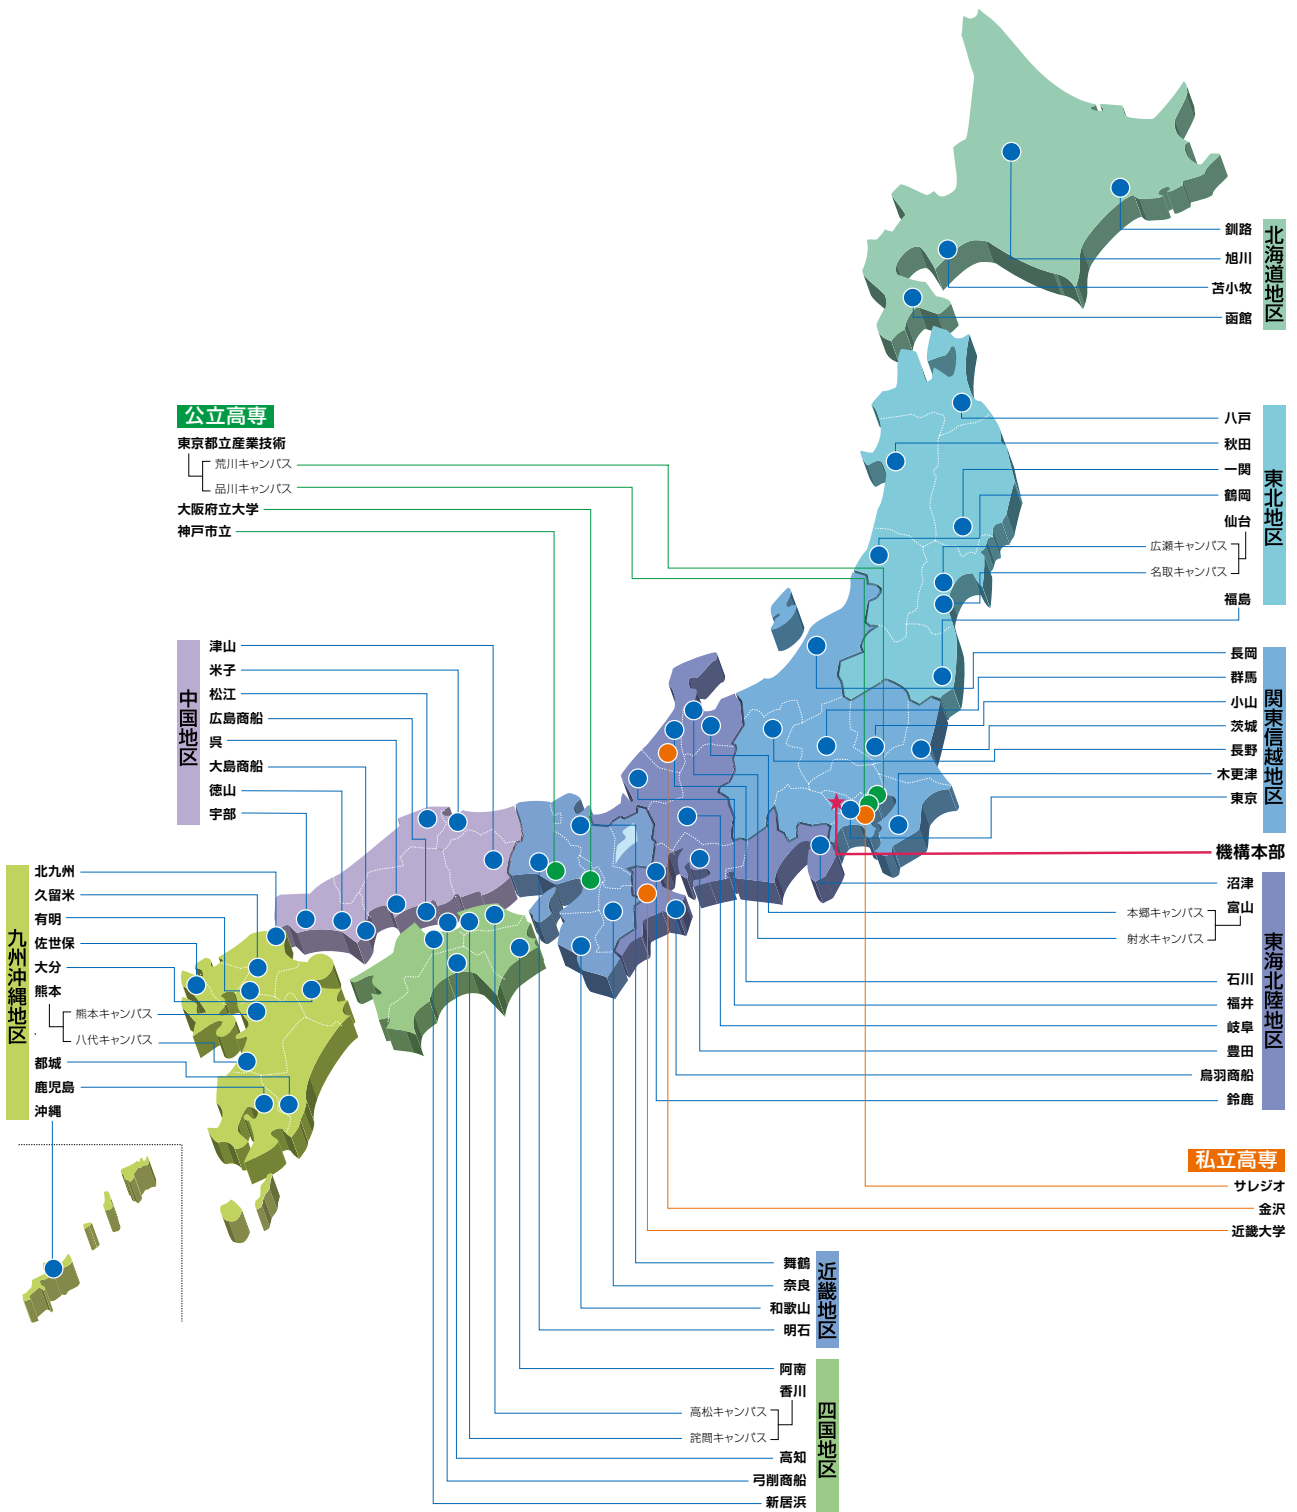 北海道地区
釧路
旭川
苫小牧
函館
東北地区
八戸
秋田
一関
鶴岡
仙台
広瀬キャンパス
名取キャンパス
福島
公立高専
東京都立産業技術
荒川キャンパス
品川キャンパス
大阪府立大学
神戸市立
関東信越地区
長岡
群馬
小山
茨城
長野
木更津
東京
機構本部
中国地区
津山
米子
松江
広島商船
呉
大島商船
徳山
宇部
東海北陸地区
沼津
富山
本郷キャンパス
射水キャンパス
石川
福井
岐阜
豊田
鳥羽商船
鈴鹿
九州沖縄地区
北九州
久留米
有明
佐世保
大分
熊本
熊本キャンパス
八代キャンパス
都城
鹿児島
沖縄
私立高専
サレジオ
金沢
近畿大学
近畿地区
舞鶴
奈良
和歌山
明石
四国地区
阿南
香川
高松キャンパス
詫間キャンパス
高知
弓削商船
新居浜